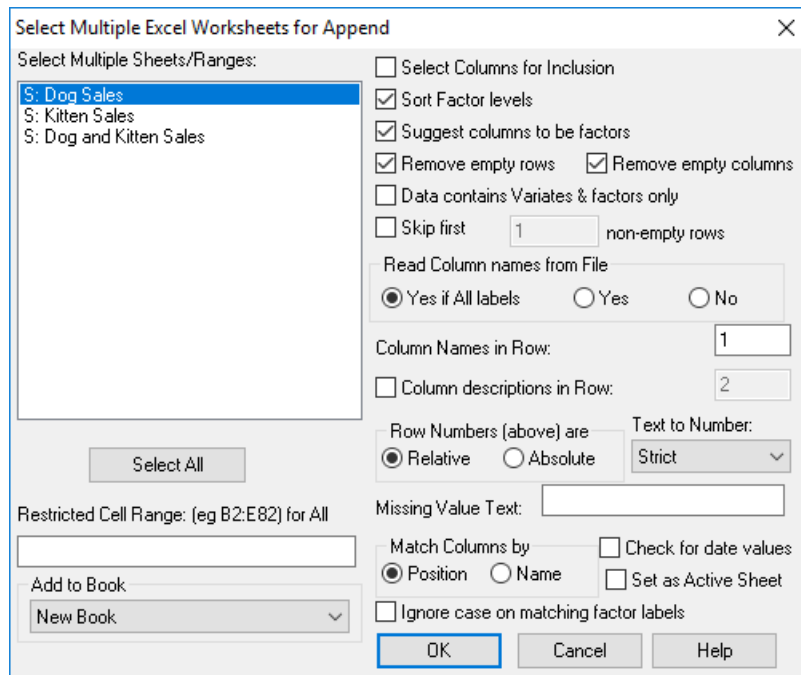 Select Multiple Excel Worksheets for Append
Select Multiple Sheets/Ranges:
S: Dog Sales
S: Kitten Sales
S: Dog and Kitten Sales
Select All
Restricted Cell Range: (eg B2:E82) for All
Add to Book
New Book
Select Columns for Inclusion
Sort Factor levels
Suggest columns to be factors
Remove empty rows Remove empty columns
Data contains Variates & factors only
Skip first 1 non-empty rows
Read Column names from File
Yes if All labels Yes No
Column Names in Row: 1
Column descriptions in Row: 2
Row Numbers (above) are
Relative Absolute
Text to Number:
Strict
Missing Value Text:
Match Columns by
Position Name
Check for date values
Set as Active Sheet
Ignore case on matching factor labels
OK Cancel Help